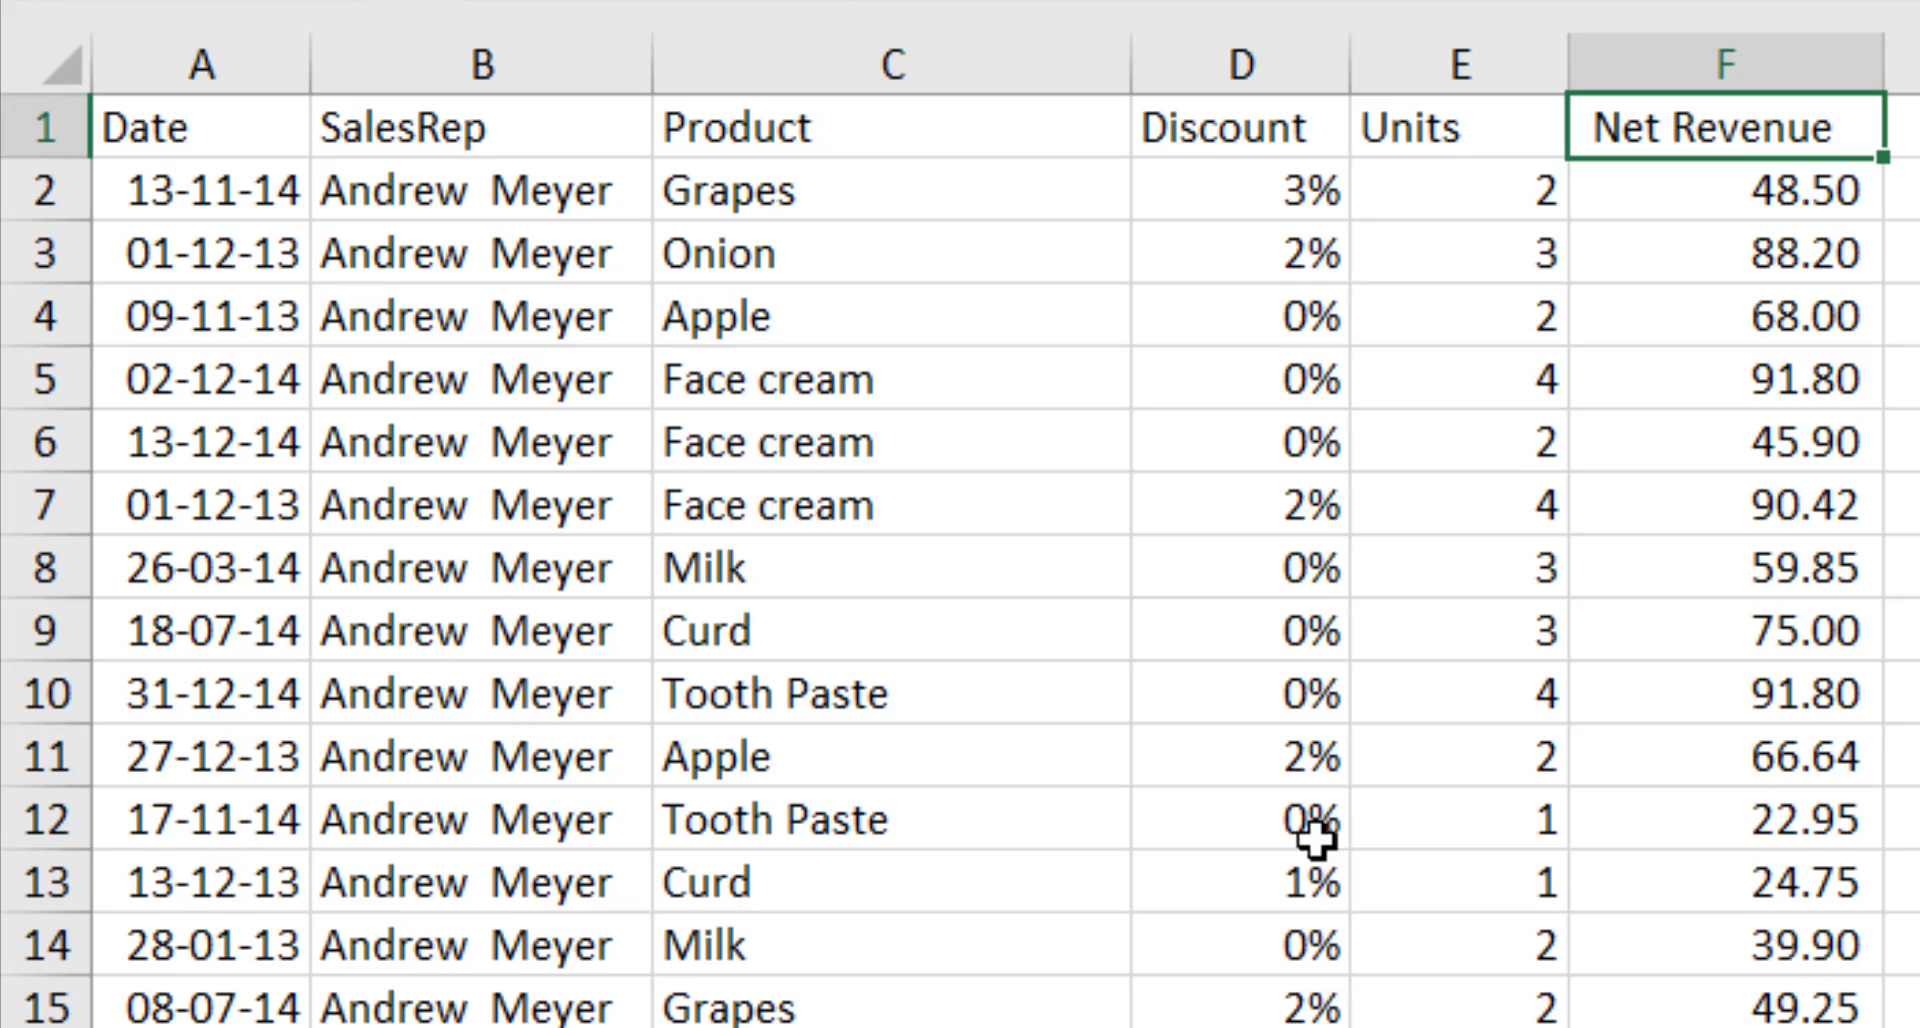 A B C D E F
1 Date SalesRep Product Discount Units Net Revenue
2 13-11-14 Andrew  Meyer Grapes 3% 2 48.50
3 01-12-13 Andrew  Meyer Onion 2% 3 88.20
4 09-11-13 Andrew  Meyer Apple 0% 2 68.00
5 02-12-14 Andrew  Meyer Face cream 0% 4 91.80
6 13-12-14 Andrew  Meyer Face cream 0% 2 45.90
7 01-12-13 Andrew  Meyer Face cream 2% 4 90.42
8 26-03-14 Andrew  Meyer Milk 0% 3 59.85
9 18-07-14 Andrew  Meyer Curd 0% 3 75.00
10 31-12-14 Andrew  Meyer Tooth Paste 0% 4 91.80
11 27-12-13 Andrew  Meyer Apple 2% 2 66.64
12 17-11-14 Andrew  Meyer Tooth Paste 0% 1 22.95
13 13-12-13 Andrew  Meyer Curd 1% 1 24.75
14 28-01-13 Andrew  Meyer Milk 0% 2 39.90
15 08-07-14 Andrew  Meyer Grapes 2% 2 49.25